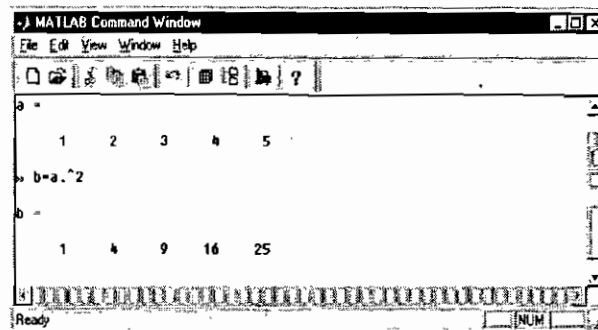 MATLAB Command Window
File Edit View Window Help
?
a =
1 2 3 4 5
» b=a.^2
b =
1 4 9 16 25
Ready NUM